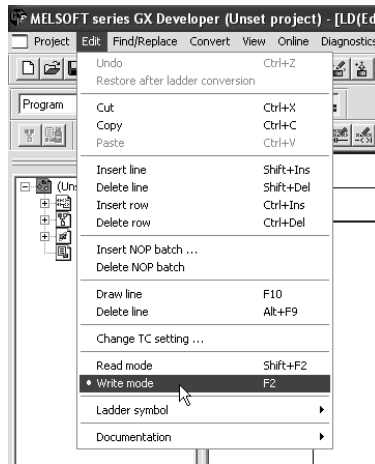 MELSOFT series GX Developer (Unset project) - [LD(Ed
Project Edit Find/Replace Convert View Online Diagnostics
Program
Undo Ctrl+Z
Restore after ladder conversion
Cut Ctrl+X
Copy Ctrl+C
Paste Ctrl+V
Insert line Shift+Ins
Delete line Shift+Del
Insert row Ctrl+Ins
Delete row Ctrl+Del
(Un
Insert NOP batch ...
Delete NOP batch
Draw line F10
Delete line Alt+F9
Change TC setting ...
Read mode Shift+F2
• Write mode F2
Ladder symbol
Documentation